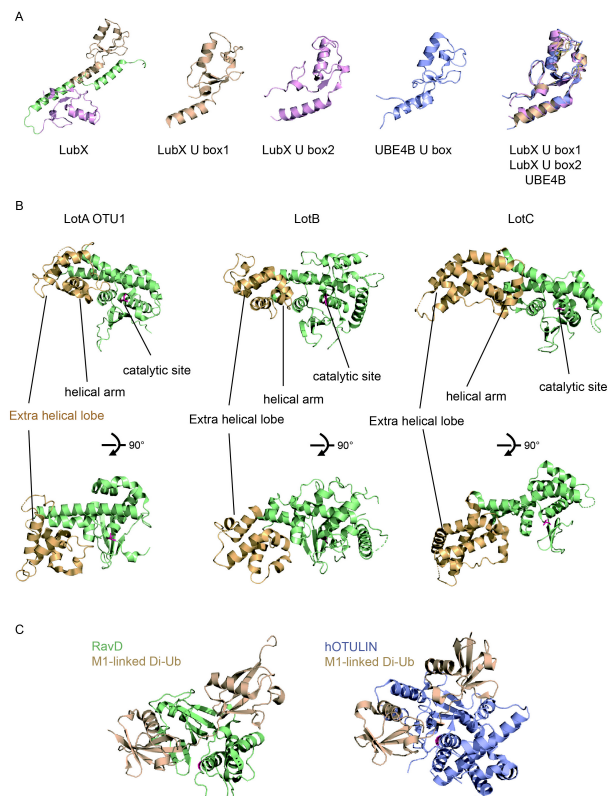 A
LubX
LubX U box1
LubX U box2
UBE4B U box
LubX U box1
LubX U box2
UBE4B
B
LotA OTU1
LotB
LotC
catalytic site
helical arm
Extra helical lobe
catalytic site
helical arm
Extra helical lobe
catalytic site
helical arm
Extra helical lobe
90°
90°
90°
C
RavD
M1-linked Di-Ub
hOTULIN
M1-linked Di-Ub